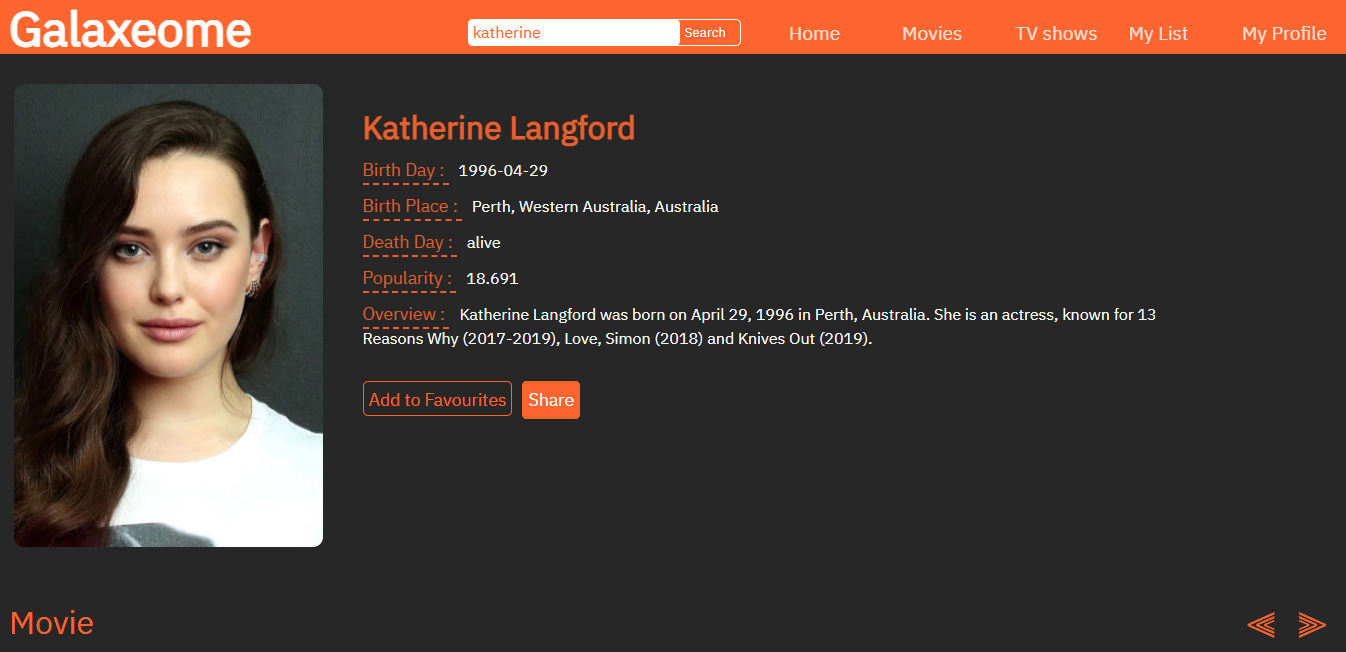 Galaxeome
katherine Search
Home Movies TV shows My List My Profile
Katherine Langford
Birth Day : 1996-04-29
Birth Place : Perth, Western Australia, Australia
Death Day : alive
Popularity : 18.691
Overview : Katherine Langford was born on April 29, 1996 in Perth, Australia. She is an actress, known for 13
Reasons Why (2017-2019), Love, Simon (2018) and Knives Out (2019).
Add to Favourites Share
Movie